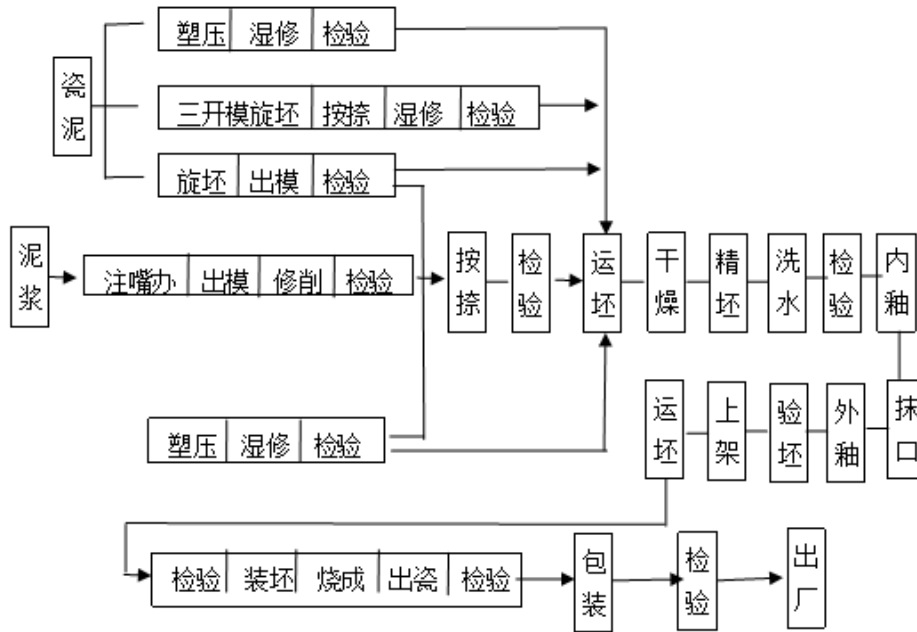 瓷泥
塑压 湿修 检验
三开模旋坯 按捺 湿修 检验
旋坯 出模 检验
泥浆
注嘴办 出模 修削 检验
按捺
检验
运坯
干燥
精坯
洗水
检验
内釉
抹口
外釉
验坯
上架
运坯
塑压 湿修 检验
检验 装坯 烧成 出瓷 检验
包装
检验
出厂